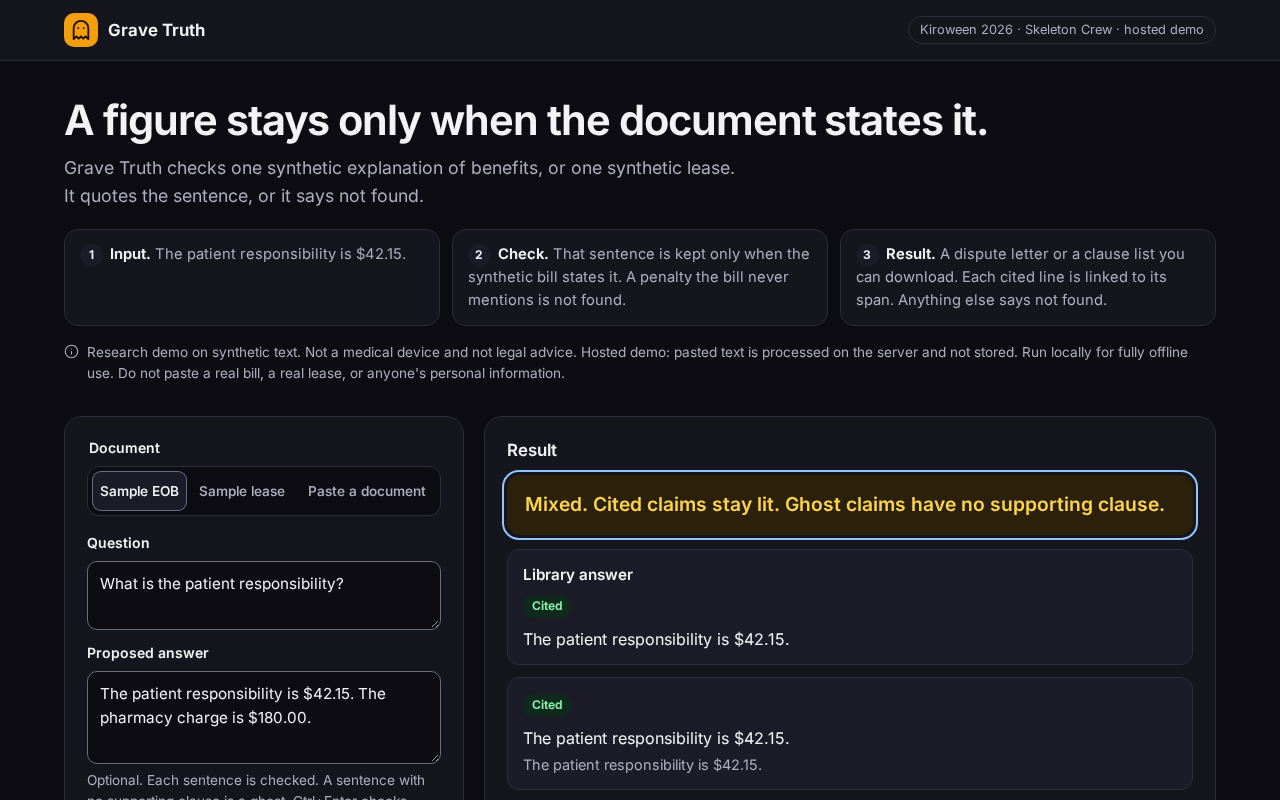 Grave Truth
Kiroween 2026 · Skeleton Crew · hosted demo
A figure stays only when the document states it.
Grave Truth checks one synthetic explanation of benefits, or one synthetic lease.
It quotes the sentence, or it says not found.
1 Input. The patient responsibility is $42.15.
2 Check. That sentence is kept only when the
synthetic bill states it. A penalty the bill never
mentions is not found.
3 Result. A dispute letter or a clause list you
can download. Each cited line is linked to its
span. Anything else says not found.
Research demo on synthetic text. Not a medical device and not legal advice. Hosted demo: pasted text is processed on the server and not stored. Run locally for fully offline
use. Do not paste a real bill, a real lease, or anyone's personal information.
Document
Sample EOB Sample lease Paste a document
Question
What is the patient responsibility?
Proposed answer
The patient responsibility is $42.15. The
pharmacy charge is $180.00.
Optional. Each sentence is checked. A sentence with
no supporting clause is a ghost. Ctrl+Enter checks
Result
Mixed. Cited claims stay lit. Ghost claims have no supporting clause.
Library answer
Cited
The patient responsibility is $42.15.
Cited
The patient responsibility is $42.15.
The patient responsibility is $42.15.